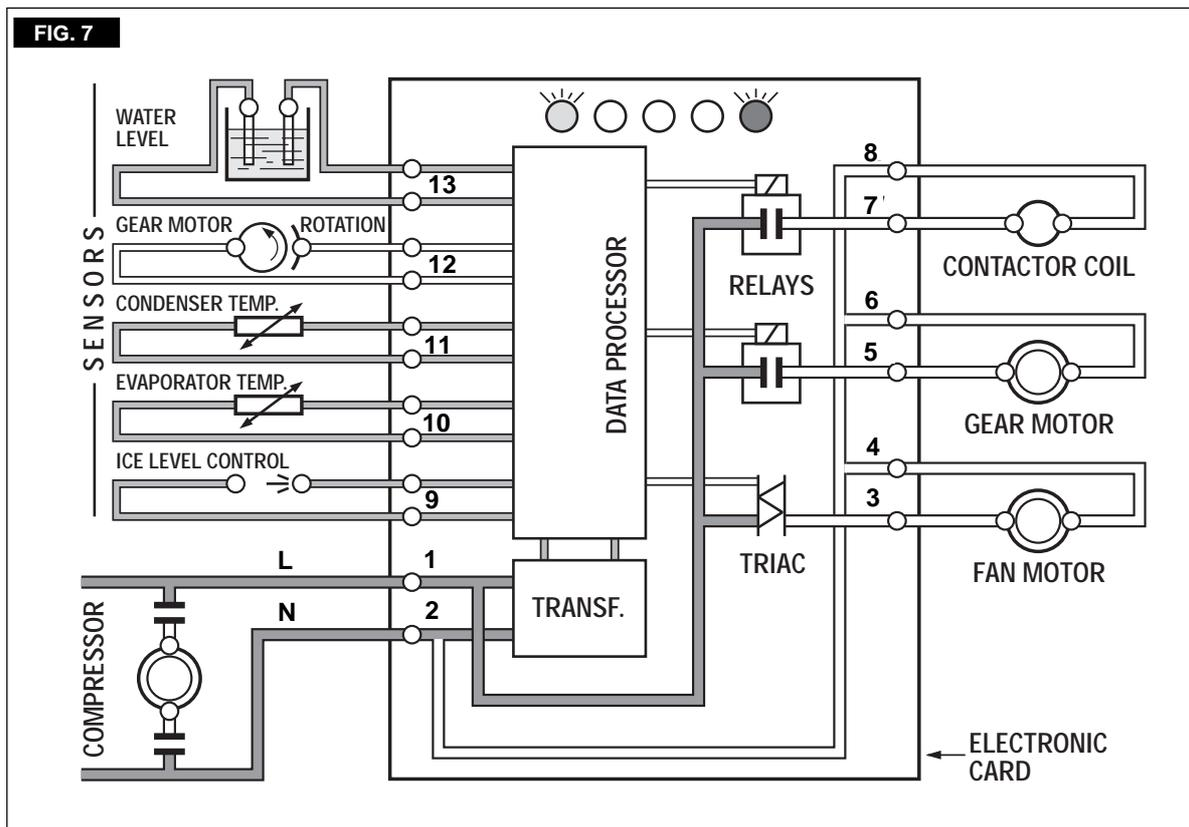 FIG. 7
WATER
LEVEL
13
GEAR MOTOR
ROTATION
12
CONDENSER TEMP.
11
EVAPORATOR TEMP.
10
ICE LEVEL CONTROL
9
SENSORS
L
1
N
2
COMPRESSOR
DATA PROCESSOR
TRANSF.
RELAYS
TRIAC
8
7
CONTACTOR COIL
6
5
GEAR MOTOR
4
3
FAN MOTOR
ELECTRONIC
CARD